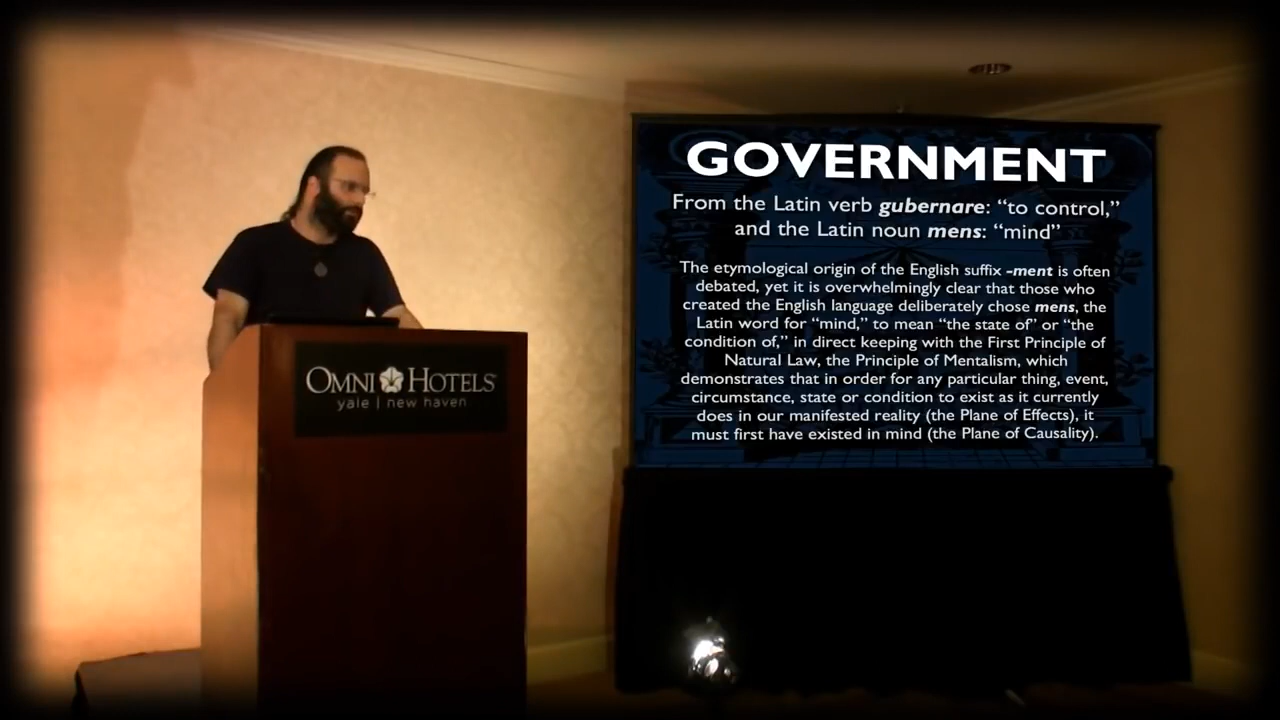 GOVERNMENT
From the Latin verb gubernare: “to control,”
and the Latin noun mens: “mind”
The etymological origin of the English suffix -ment is often
debated, yet it is overwhelmingly clear that those who
created the English language deliberately chose mens, the
Latin word for “mind,” to mean “the state of” or “the
condition of,” in direct keeping with the First Principle of
Natural Law, the Principle of Mentalism, which
demonstrates that in order for any particular thing, event,
circumstance, state or condition to exist as it currently
does in our manifested reality (the Plane of Effects), it
must first have existed in mind (the Plane of Causality).
OMNI HOTELS
yale | new haven